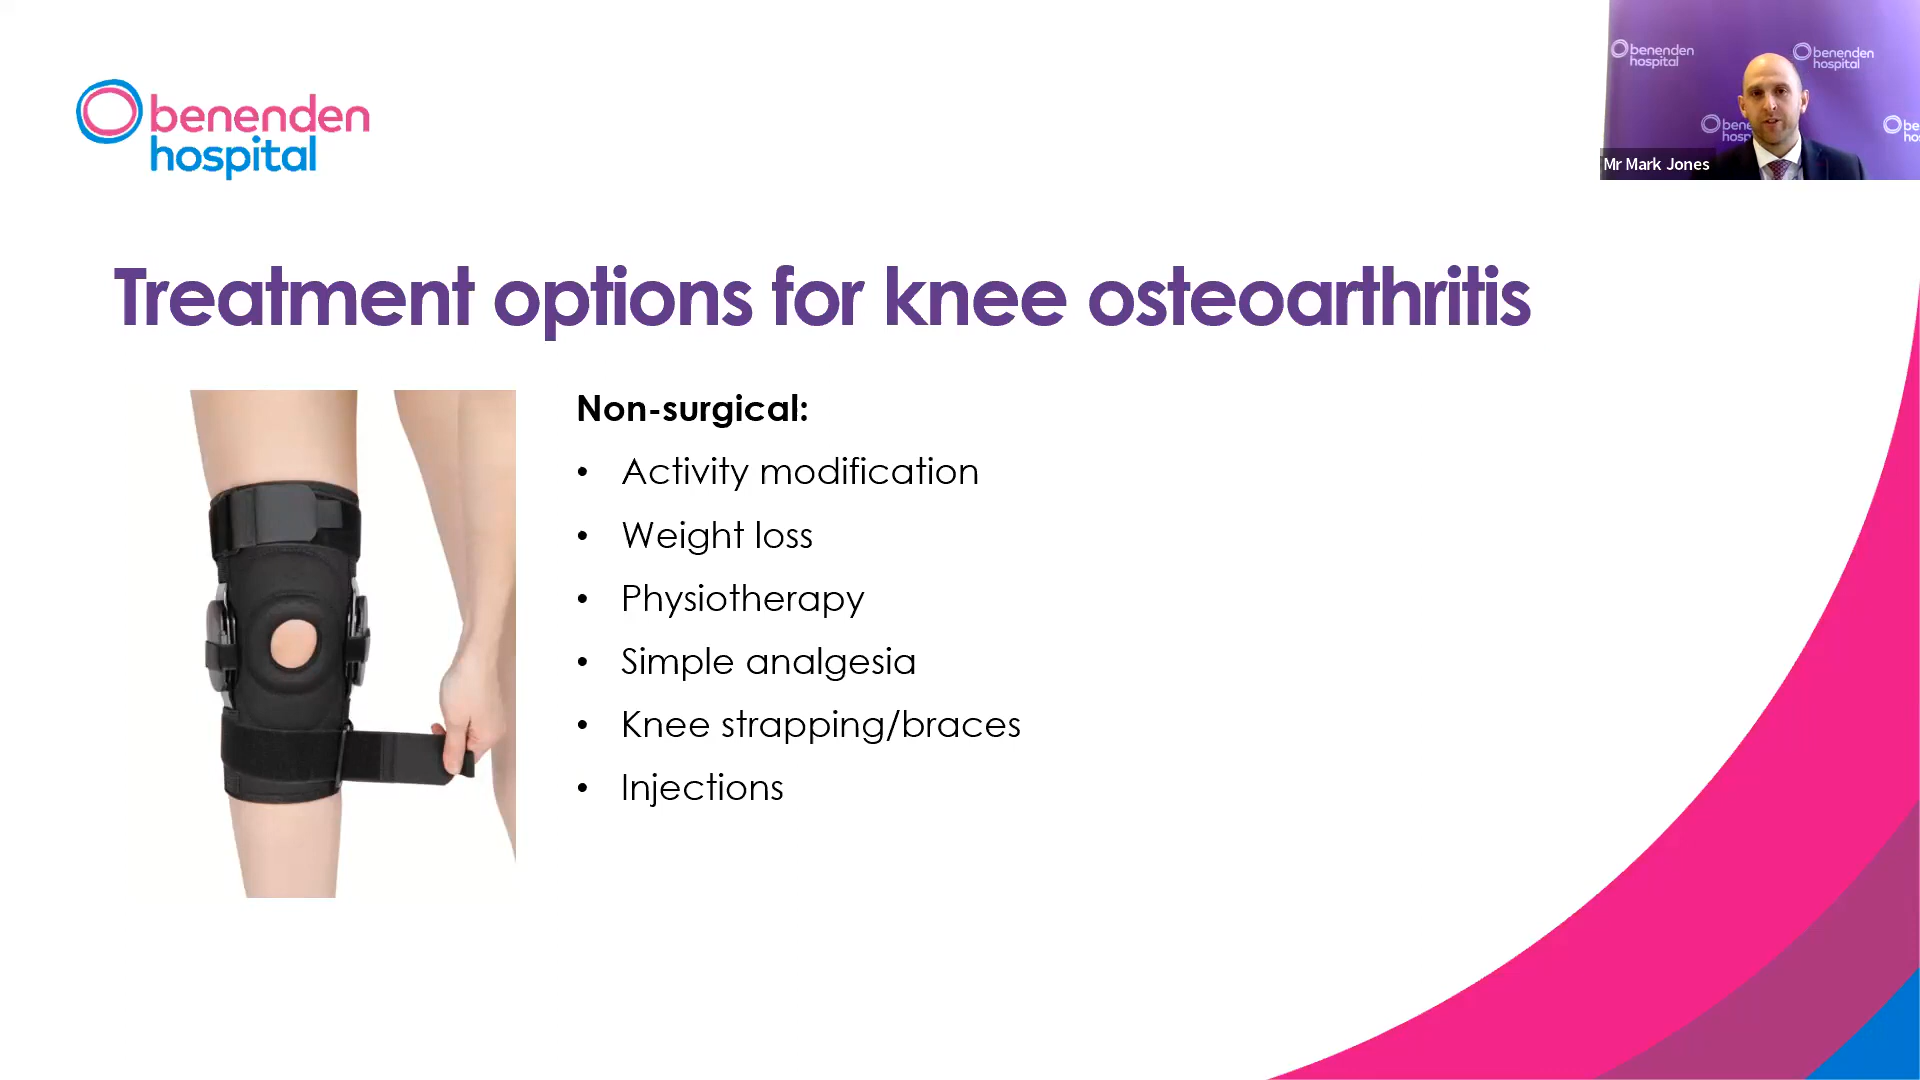 benenden
hospital
benenden
hospital
benenden
hospital
Mr Mark Jones
Treatment options for knee osteoarthritis
Non-surgical:
• Activity modification
• Weight loss
• Physiotherapy
• Simple analgesia
• Knee strapping/braces
• Injections